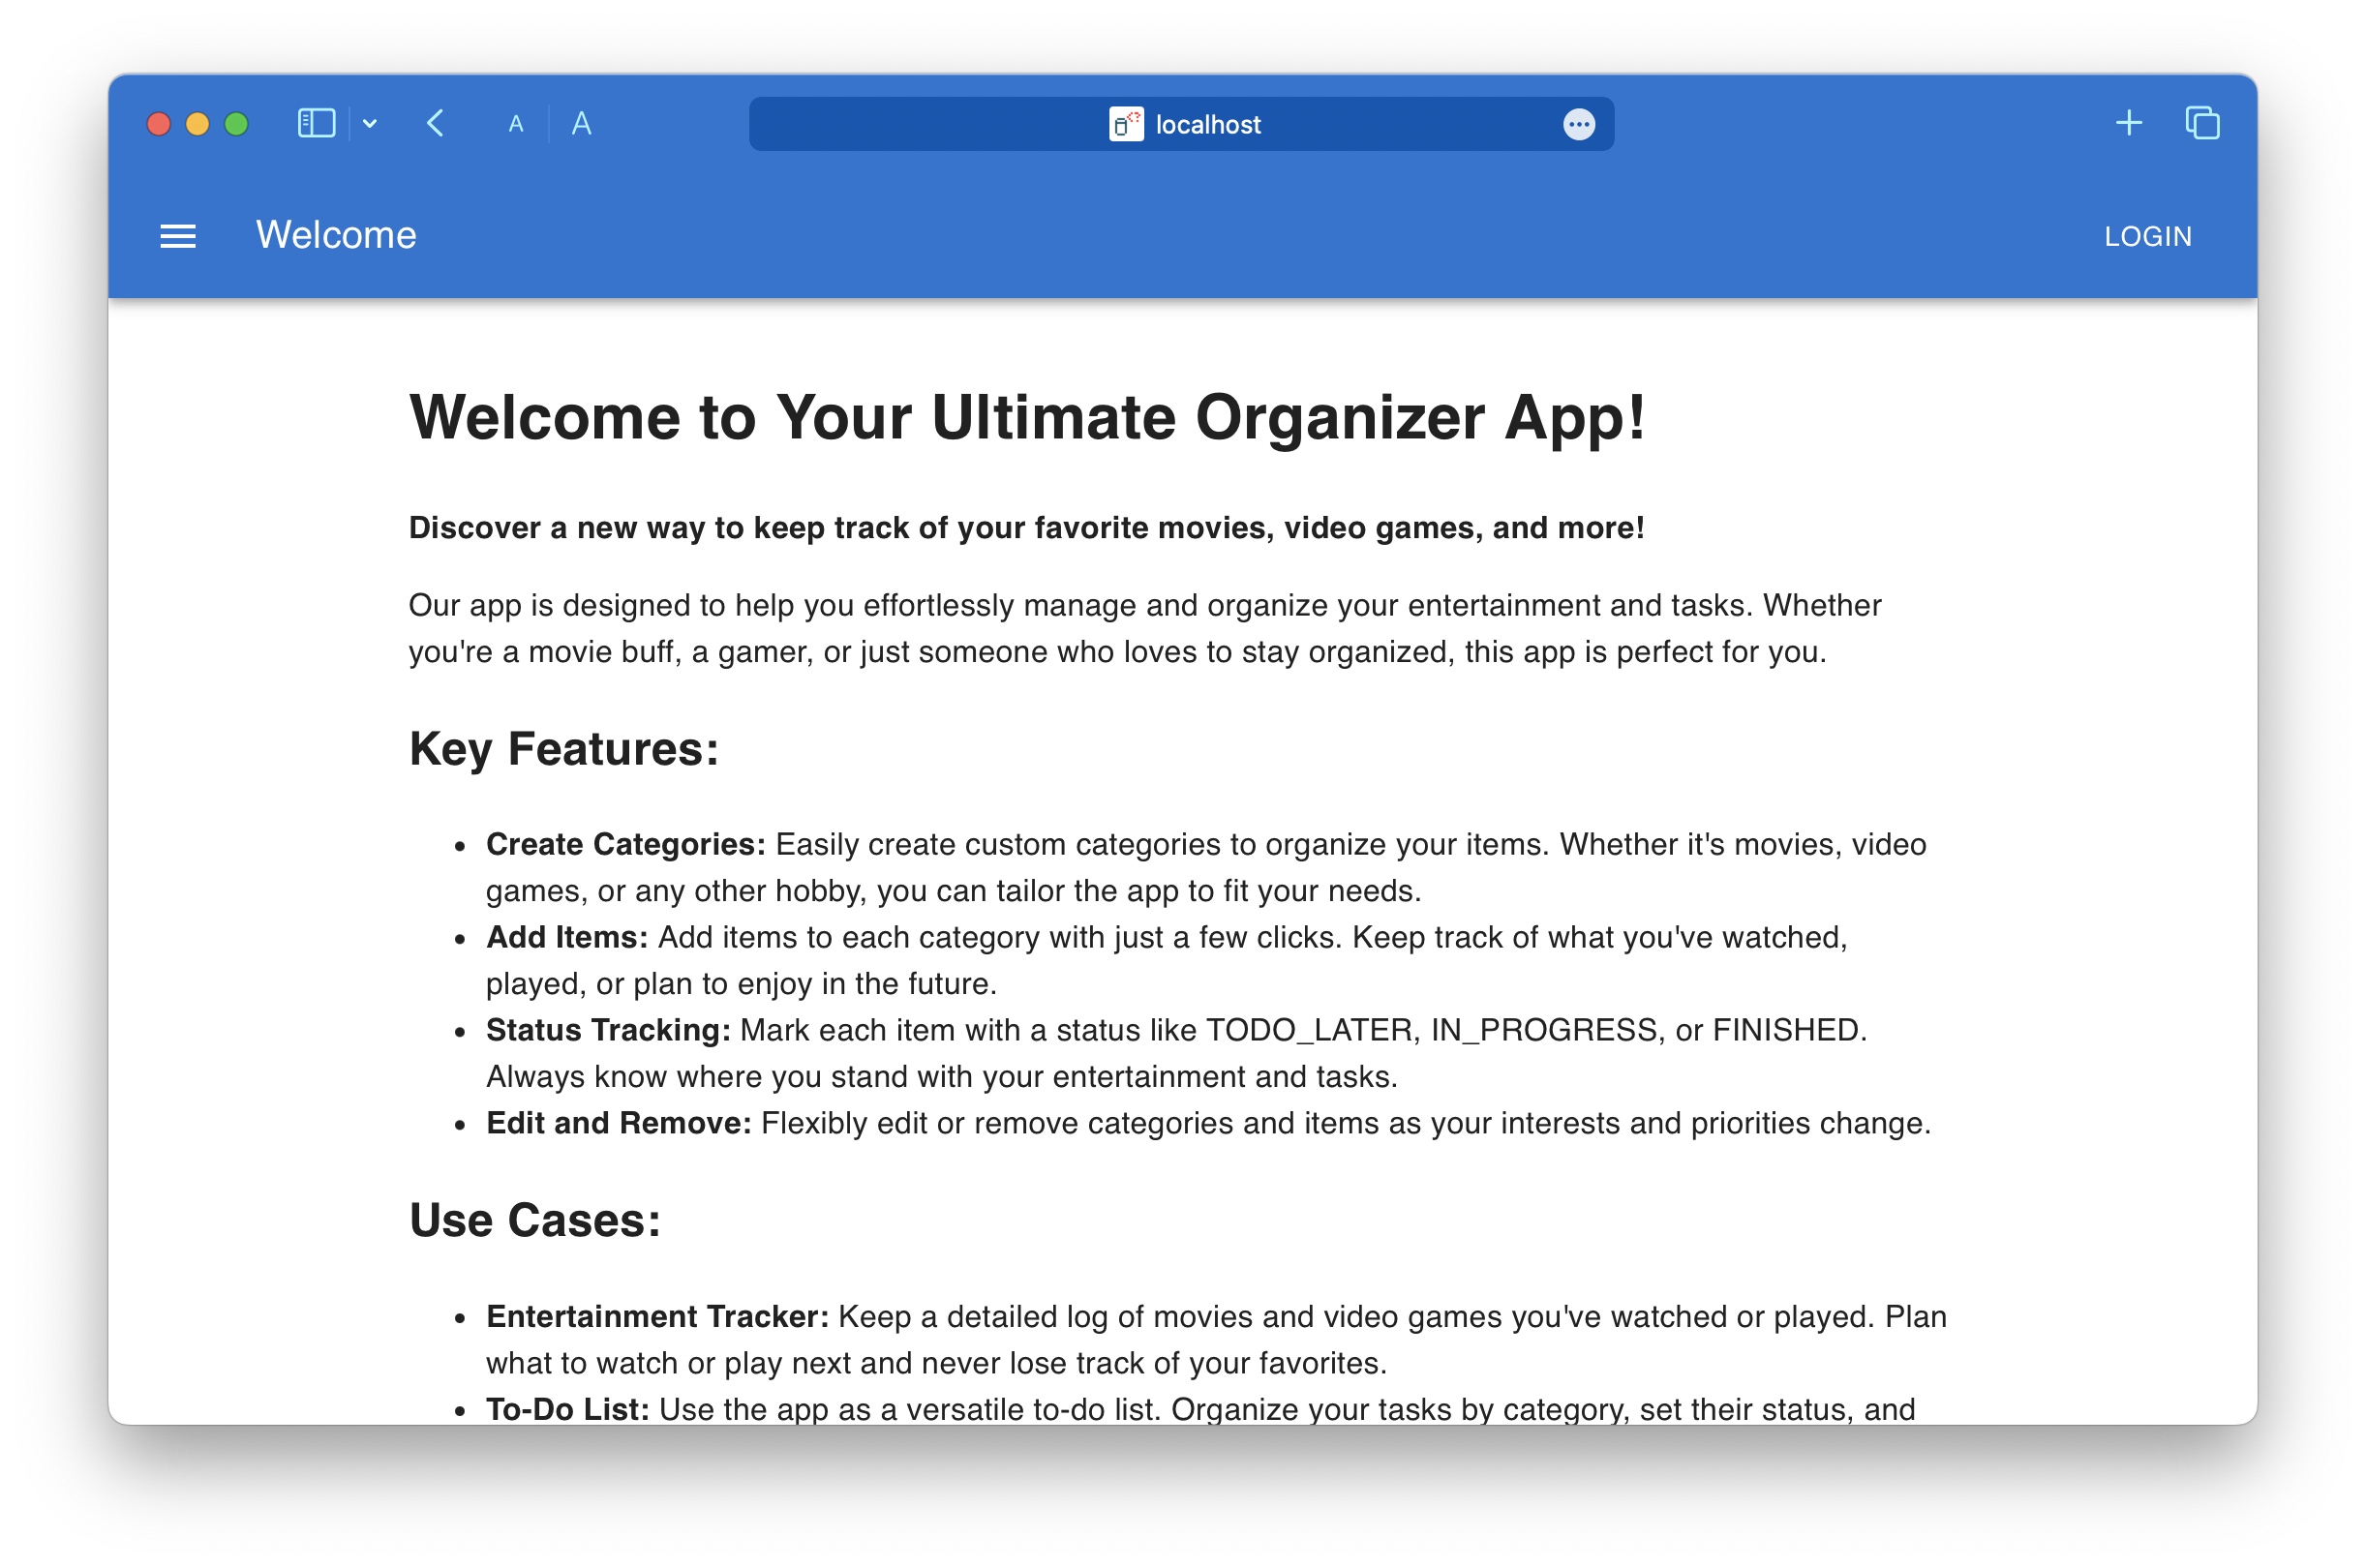 A A
localhost
Welcome
LOGIN
Welcome to Your Ultimate Organizer App!
Discover a new way to keep track of your favorite movies, video games, and more!
Our app is designed to help you effortlessly manage and organize your entertainment and tasks. Whether
you're a movie buff, a gamer, or just someone who loves to stay organized, this app is perfect for you.
Key Features:
• Create Categories: Easily create custom categories to organize your items. Whether it's movies, video
games, or any other hobby, you can tailor the app to fit your needs.
• Add Items: Add items to each category with just a few clicks. Keep track of what you've watched,
played, or plan to enjoy in the future.
• Status Tracking: Mark each item with a status like TODO_LATER, IN_PROGRESS, or FINISHED.
Always know where you stand with your entertainment and tasks.
• Edit and Remove: Flexibly edit or remove categories and items as your interests and priorities change.
Use Cases:
• Entertainment Tracker: Keep a detailed log of movies and video games you've watched or played. Plan
what to watch or play next and never lose track of your favorites.
• To-Do List: Use the app as a versatile to-do list. Organize your tasks by category, set their status, and